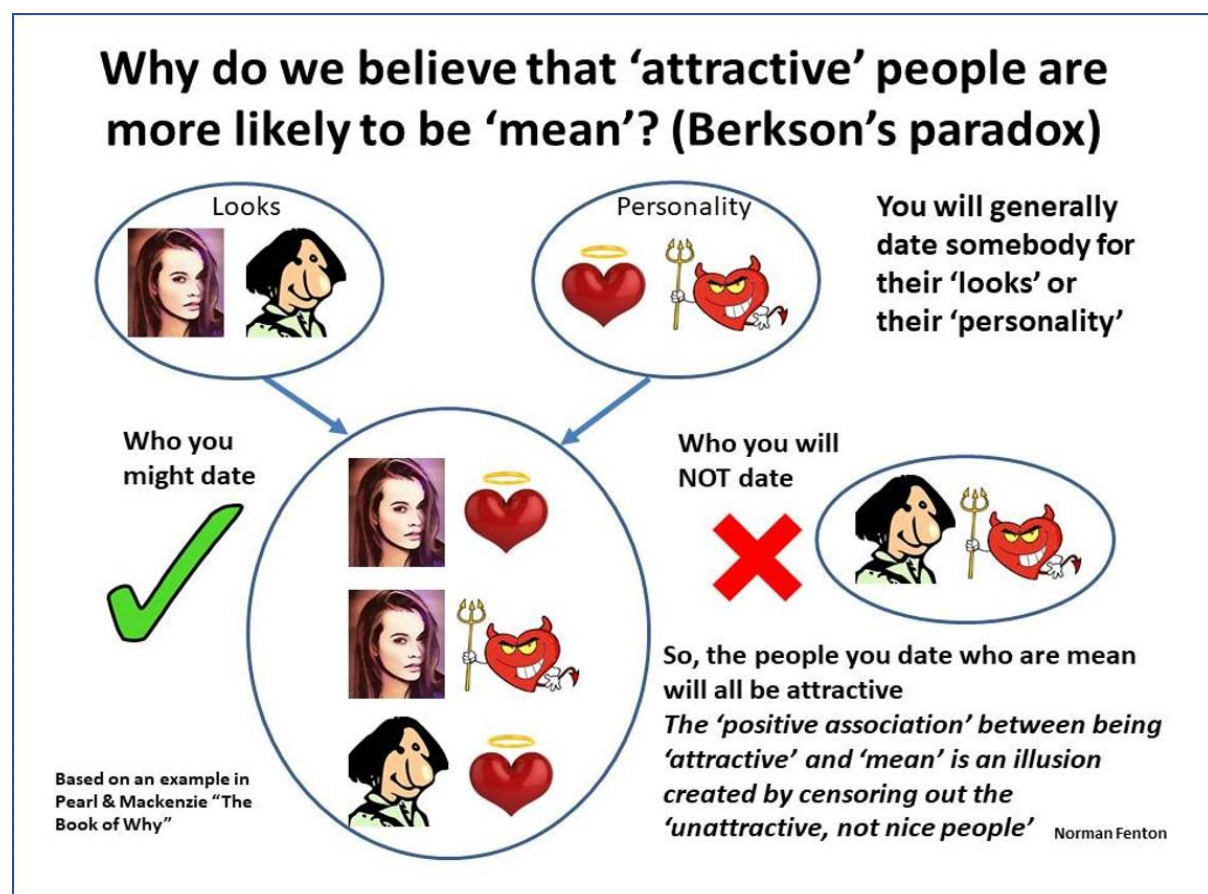 Why do we believe that ‘attractive’ people are
more likely to be ‘mean’? (Berkson’s paradox)
Looks
Personality
You will generally
date somebody for
their ‘looks’ or
their ‘personality’
Who you
might date
Who you will
NOT date
So, the people you date who are mean
will all be attractive
The ‘positive association’ between being
‘attractive’ and ‘mean’ is an illusion
created by censoring out the
‘unattractive, not nice people’
Norman Fenton
Based on an example in
Pearl & Mackenzie “The
Book of Why”